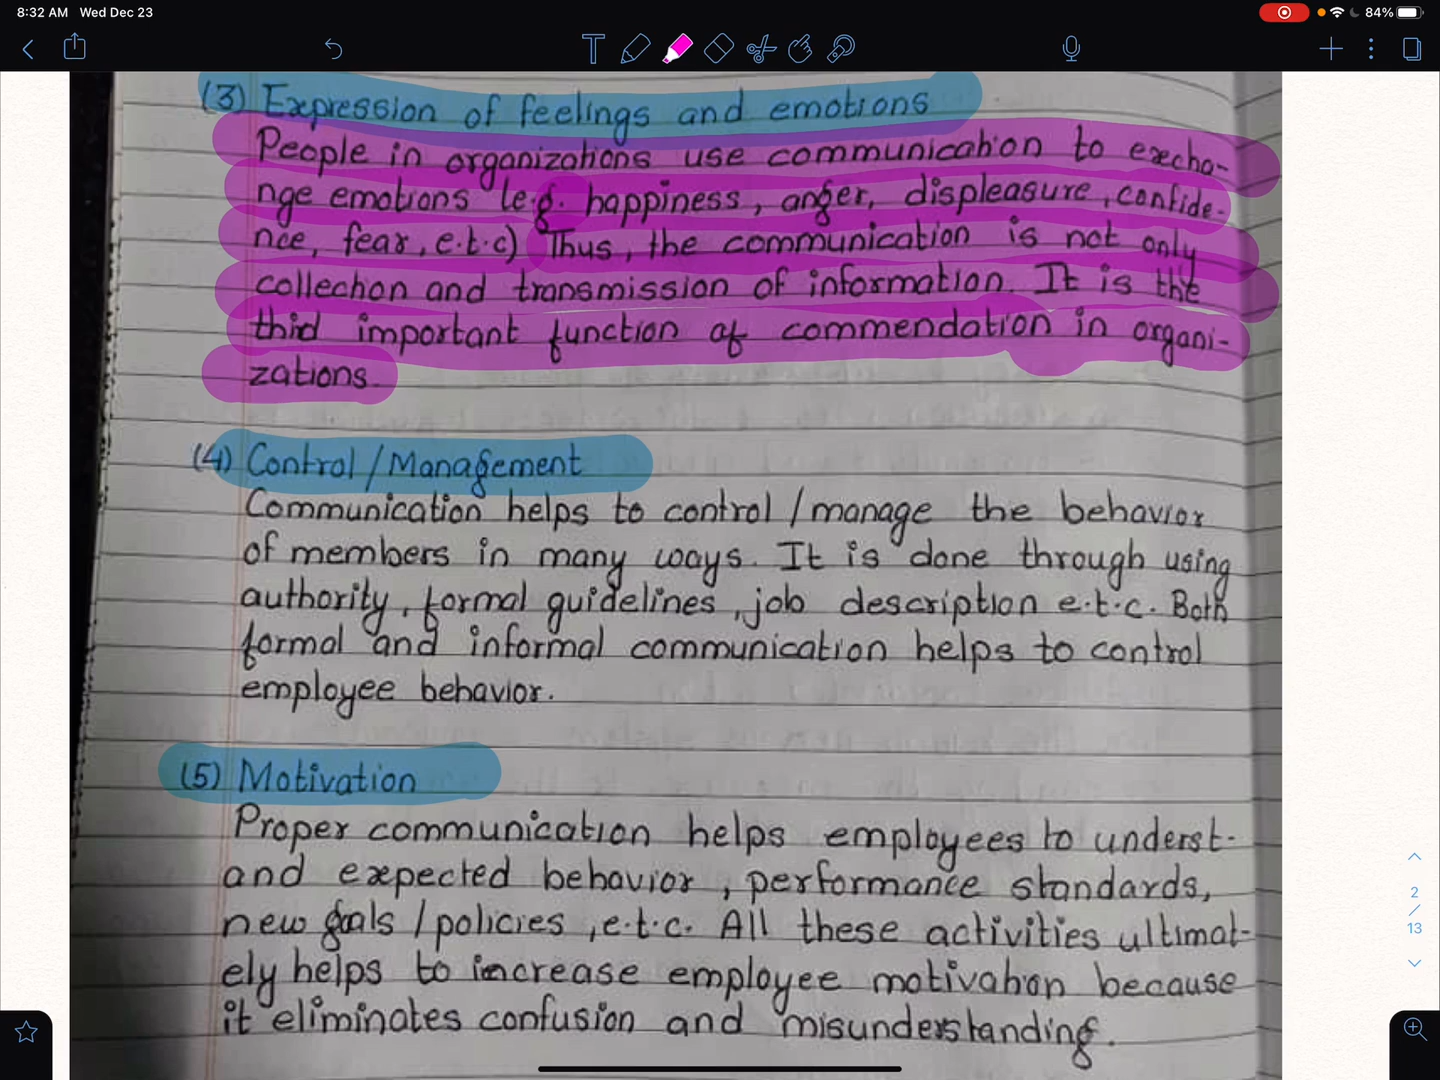 8:32 AM Wed Dec 23
84%
(3) Expression of feelings and emotions
People in organizations use communication to excha-
nge emotions (e.g. happiness, anger, displeasure, confide-
nce, fear, e.t.c) Thus, the communication is not only
collection and transmission of information. It is the
third important function of commendation in organi-
zations.
(4) Control/Management
Communication helps to control/manage the behavior
of members in many ways. It is done through using
authority, formal guidelines, job description e.t.c. Both
formal and informal communication helps to control
employee behavior.
(5) Motivation
Proper communication helps employees to underst-
and expected behavior, performance standards,
new goals/policies, e.t.c. All these activities ultimat-
ely helps to increase employee motivation because
it eliminates confusion and misunderstanding.
2
/
13